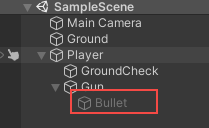 SampleScene
Main Camera
Ground
Player
GroundCheck
Gun
Bullet